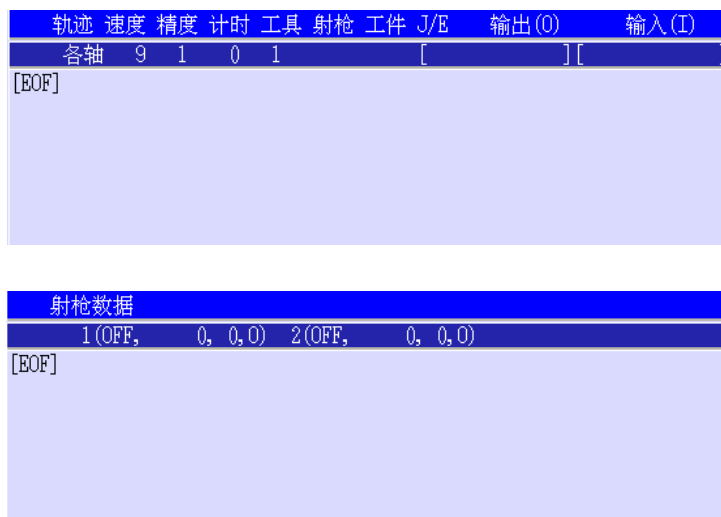 轨迹 速度 精度 计时 工具 射枪 工件 J/E 输出(O) 输入(I)
各轴 9 1 0 1 [ ][ ]
[EOF]
射枪数据
1(OFF, 0, 0,O) 2(OFF, 0, 0,O)
[EOF]